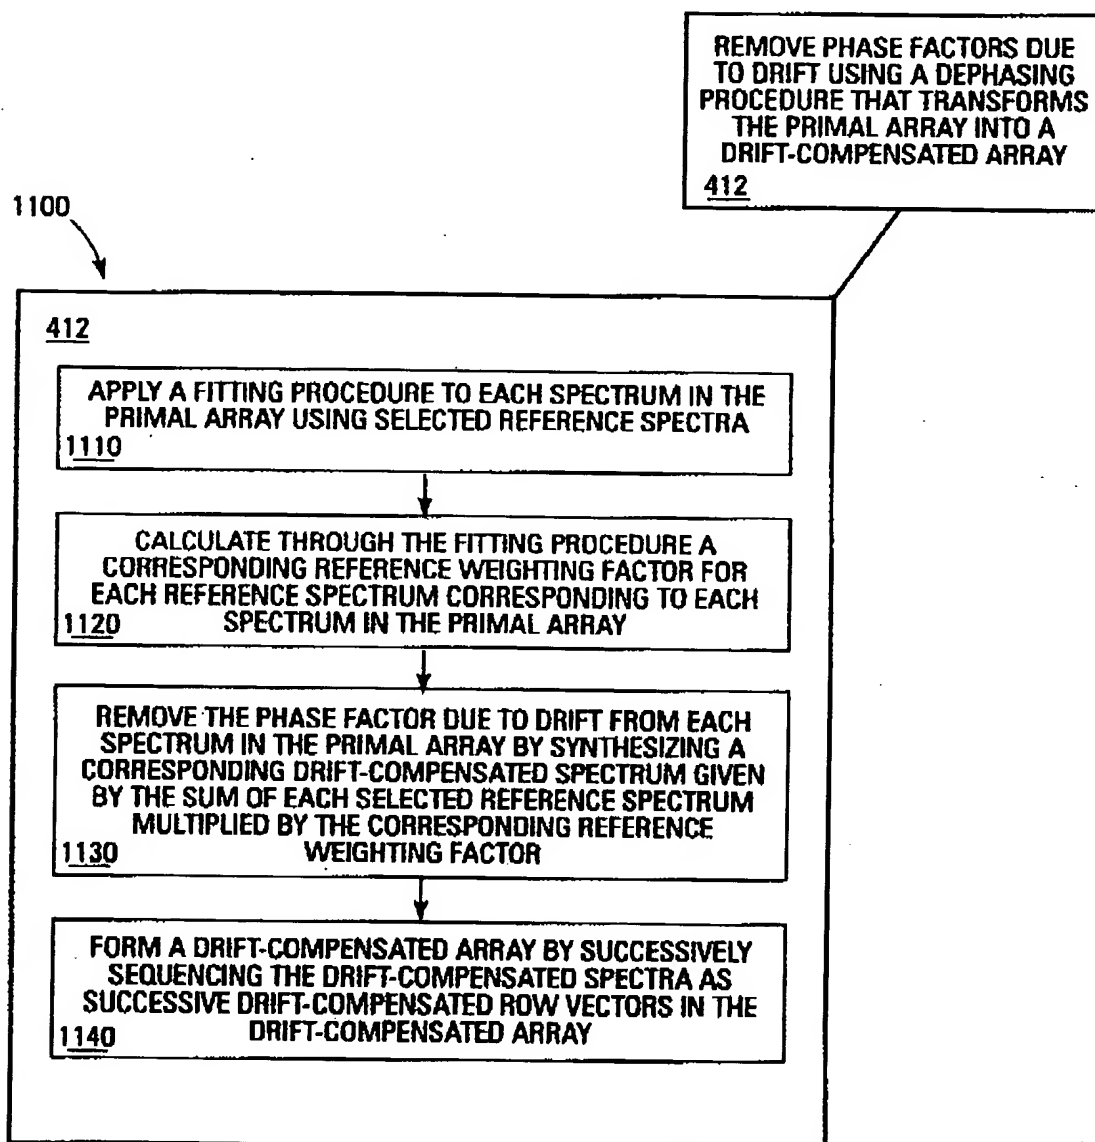 REMOVE PHASE FACTORS DUE
TO DRIFT USING A DEPHASING
PROCEDURE THAT TRANSFORMS
THE PRIMAL ARRAY INTO A
DRIFT-COMPENSATED ARRAY
412
1100
412
APPLY A FITTING PROCEDURE TO EACH SPECTRUM IN THE
PRIMAL ARRAY USING SELECTED REFERENCE SPECTRA
1110
CALCULATE THROUGH THE FITTING PROCEDURE A
CORRESPONDING REFERENCE WEIGHTING FACTOR FOR
EACH REFERENCE SPECTRUM CORRESPONDING TO EACH
1120 SPECTRUM IN THE PRIMAL ARRAY
REMOVE THE PHASE FACTOR DUE TO DRIFT FROM EACH
SPECTRUM IN THE PRIMAL ARRAY BY SYNTHESIZING A
CORRESPONDING DRIFT-COMPENSATED SPECTRUM GIVEN
BY THE SUM OF EACH SELECTED REFERENCE SPECTRUM
MULTIPLIED BY THE CORRESPONDING REFERENCE
1130 WEIGHTING FACTOR
FORM A DRIFT-COMPENSATED ARRAY BY SUCCESSIVELY
SEQUENCING THE DRIFT-COMPENSATED SPECTRA AS
SUCCESSIVE DRIFT-COMPENSATED ROW VECTORS IN THE
1140 DRIFT-COMPENSATED ARRAY